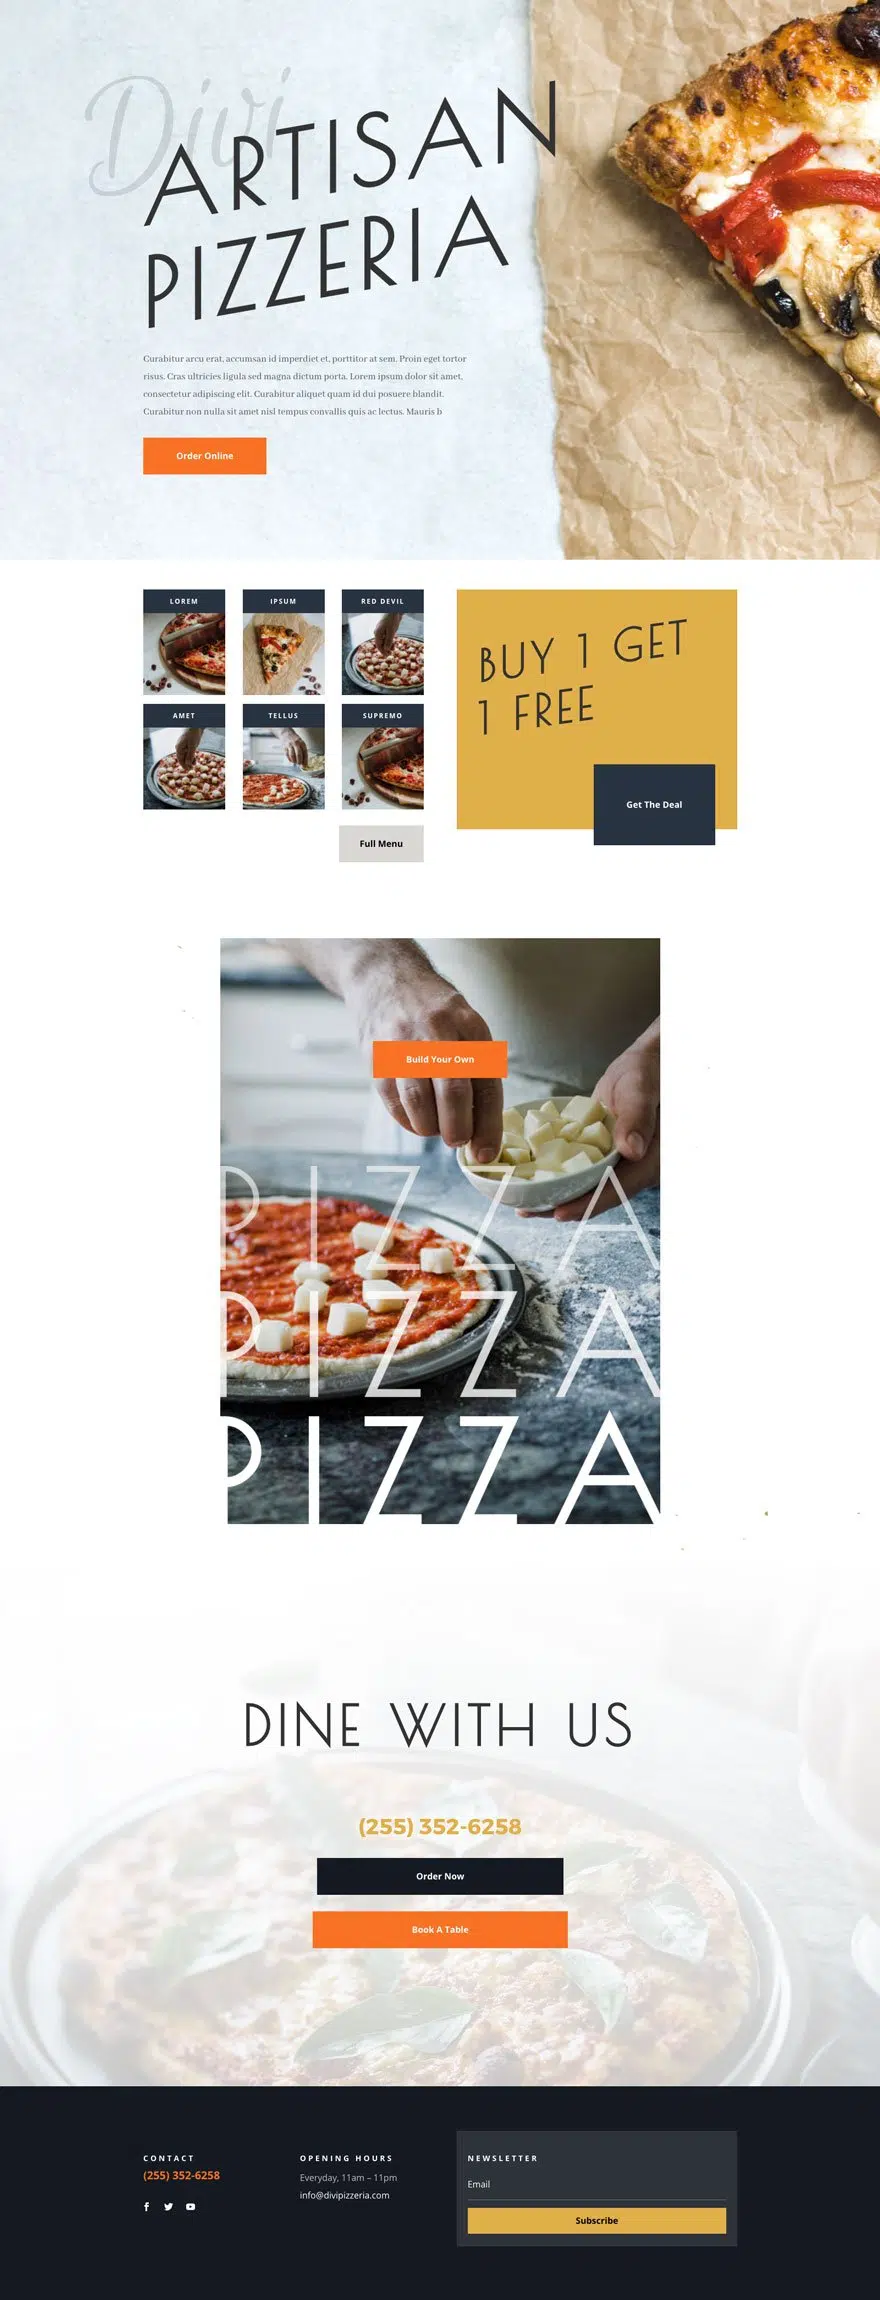 Divi
ARTISAN
PIZZERIA
Curabitur arcu erat, accumsan id imperdiet et, porttitor at sem. Proin eget tortor
risus. Cras ultricies ligula sed magna dictum porta. Lorem ipsum dolor sit amet,
consectetur adipiscing elit. Curabitur aliquet quam id dui posuere blandit.
Curabitur non nulla sit amet nisl tempus convallis quis ac lectus. Mauris b
Order Online
LOREM
IPSUM
RED DEVIL
AMET
TELLUS
SUPREMO
Full Menu
BUY 1 GET
1 FREE
Get The Deal
Build Your Own
PIZZA
PIZZA
PIZZA
DINE WITH US
(255) 352-6258
Order Now
Book A Table
CONTACT
(255) 352-6258
OPENING HOURS
Everyday, 11am – 11pm
info@divipizzeria.com
NEWSLETTER
Email
Subscribe